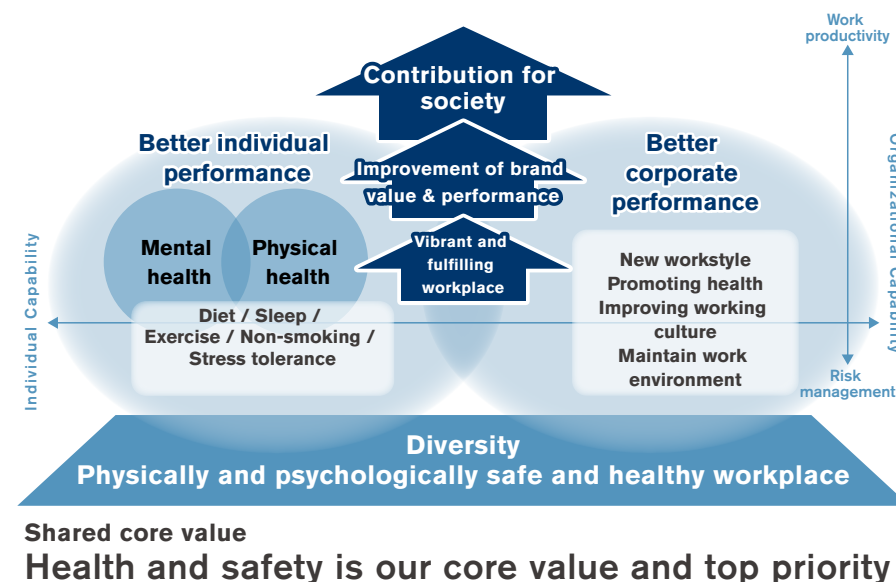 Work
productivity
Contribution for
society
Better individual
performance
Improvement of brand
value & performance
Better
corporate
performance
Vibrant and
fulfilling
workplace
Mental
health
Physical
health
Diet / Sleep /
Exercise / Non-smoking /
Stress tolerance
New workstyle
Promoting health
Improving working
culture
Maintain work
environment
Individual Capability
Organizational Capability
Risk
management
Diversity
Physically and psychologically safe and healthy workplace
Shared core value
Health and safety is our core value and top priority